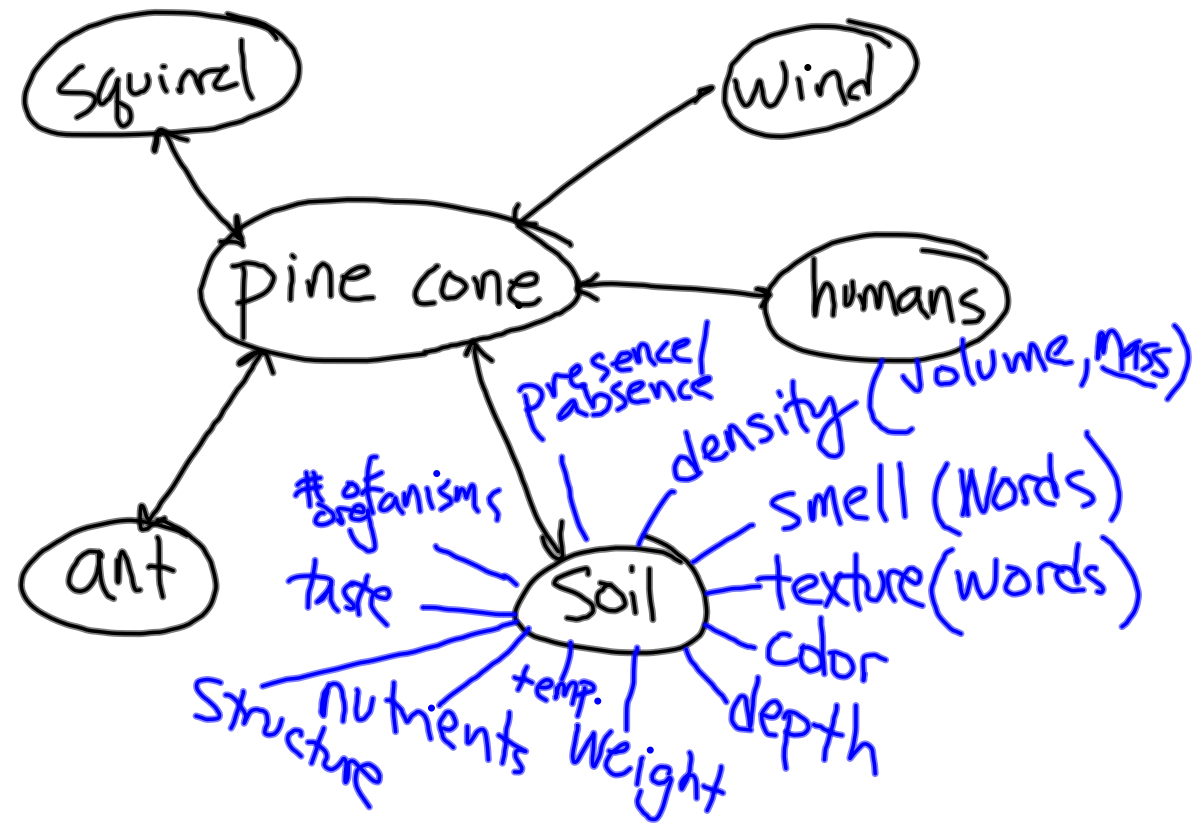 squirrel
wind
pine cone
humans
presence/
absence
density (volume, mass)
# of
organisms
smell (words)
ant
taste
soil
texture (words)
color
structure
nutrients
temp.
weight
depth